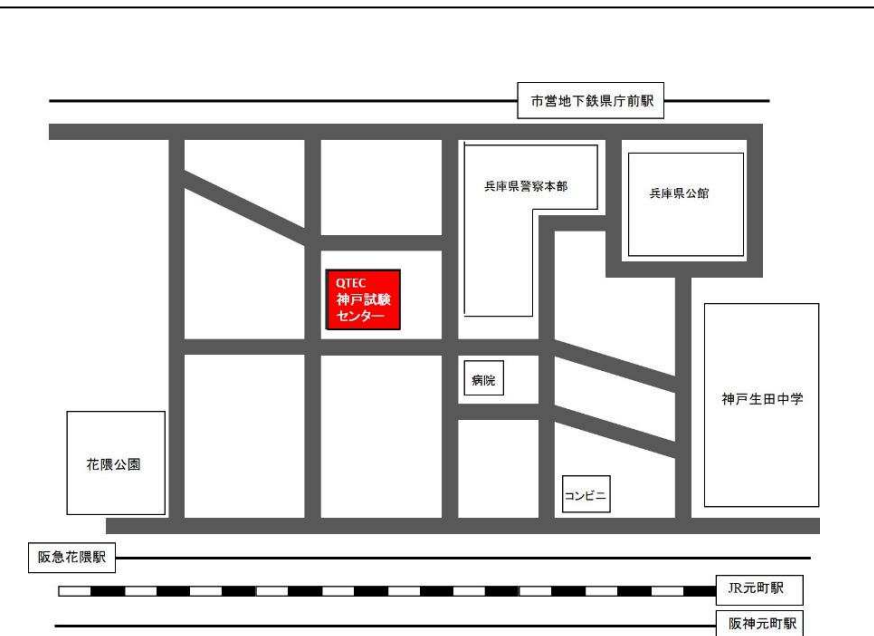 市営地下鉄県庁前駅
兵庫県警察本部
兵庫県公館
QTEC
神戸試験
センター
病院
神戸生田中学
花隈公園
コンビニ
阪急花隈駅
JR元町駅
阪神元町駅